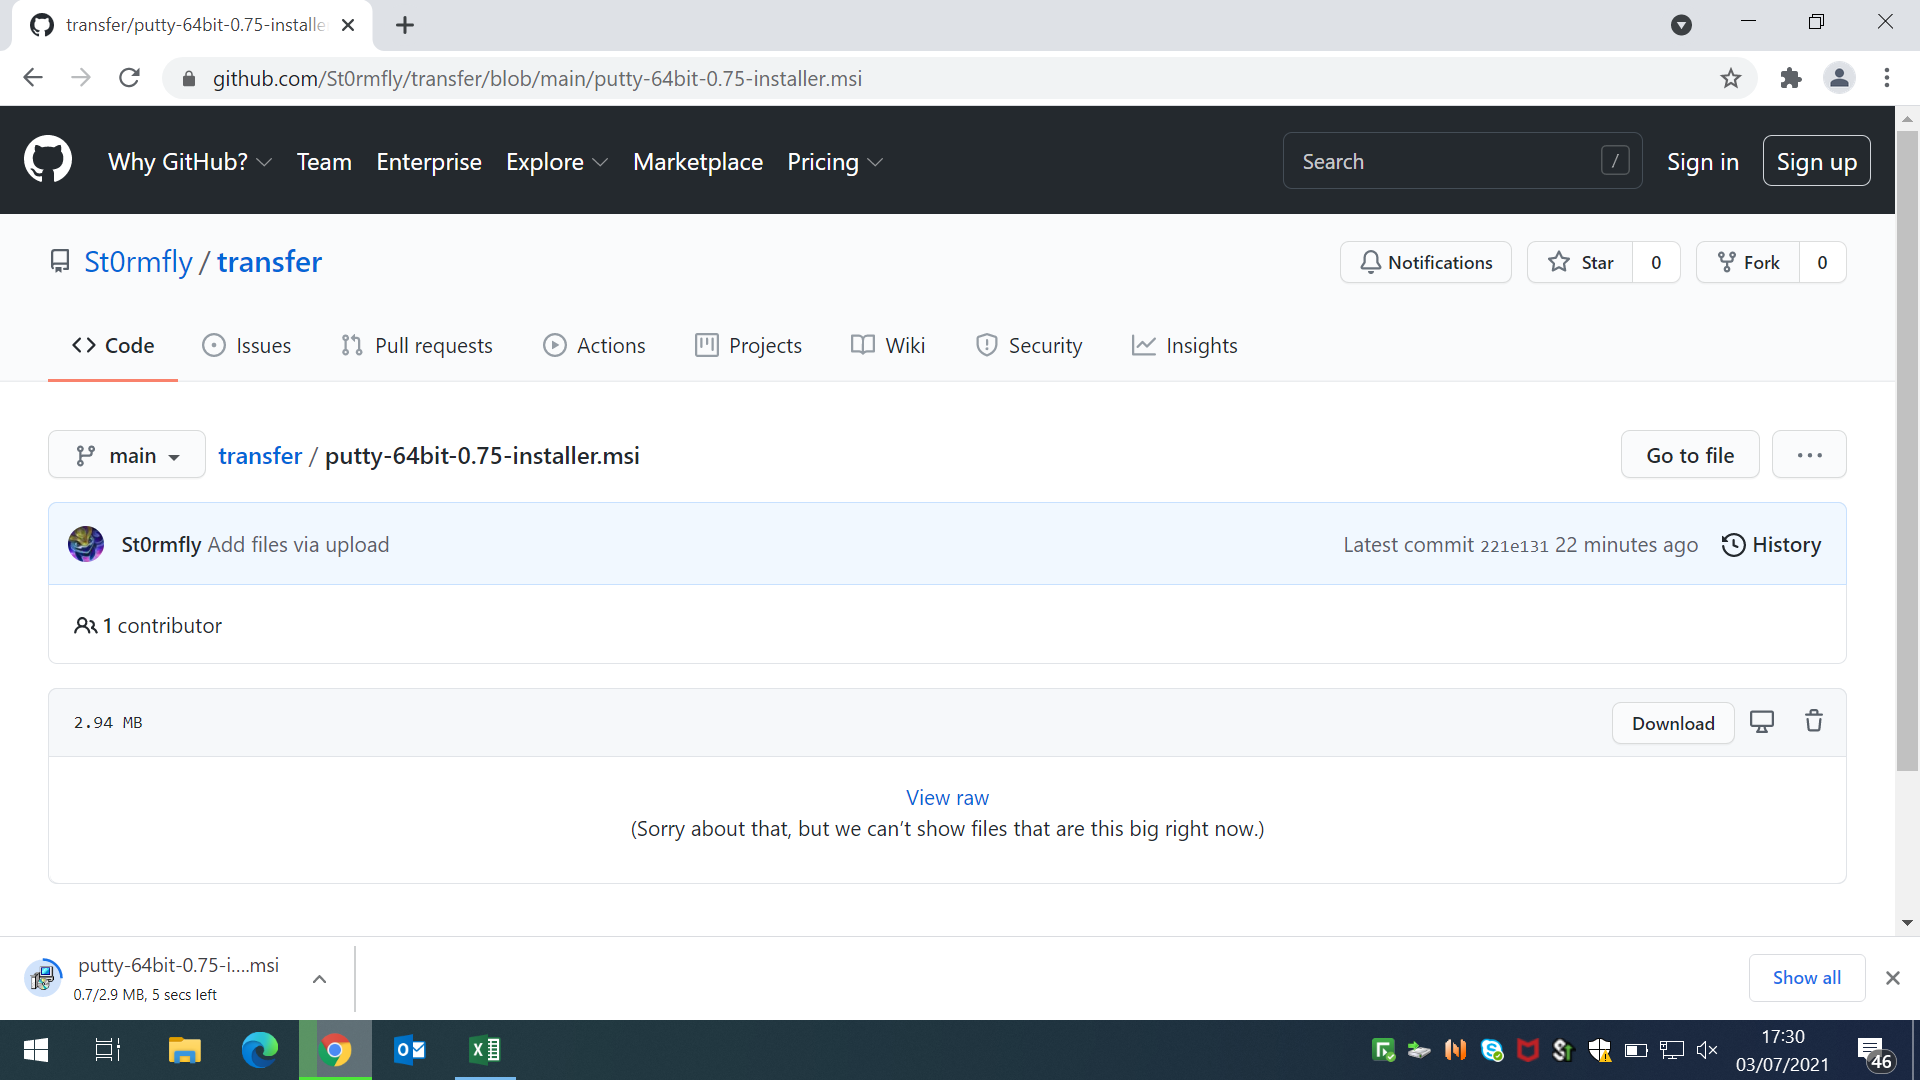 transfer/putty-64bit-0.75-installe
github.com/St0rmfly/transfer/blob/main/putty-64bit-0.75-installer.msi
Why GitHub? Team Enterprise Explore Marketplace Pricing Search / Sign in Sign up
St0rmfly / transfer Notifications Star 0 Fork 0
Code Issues Pull requests Actions Projects Wiki Security Insights
main transfer / putty-64bit-0.75-installer.msi Go to file ...
St0rmfly Add files via upload Latest commit 221e131 22 minutes ago History
1 contributor
2.94 MB Download
View raw
(Sorry about that, but we can’t show files that are this big right now.)
putty-64bit-0.75-i....msi
0.7/2.9 MB, 5 secs left
Show all
17:30
03/07/2021
46